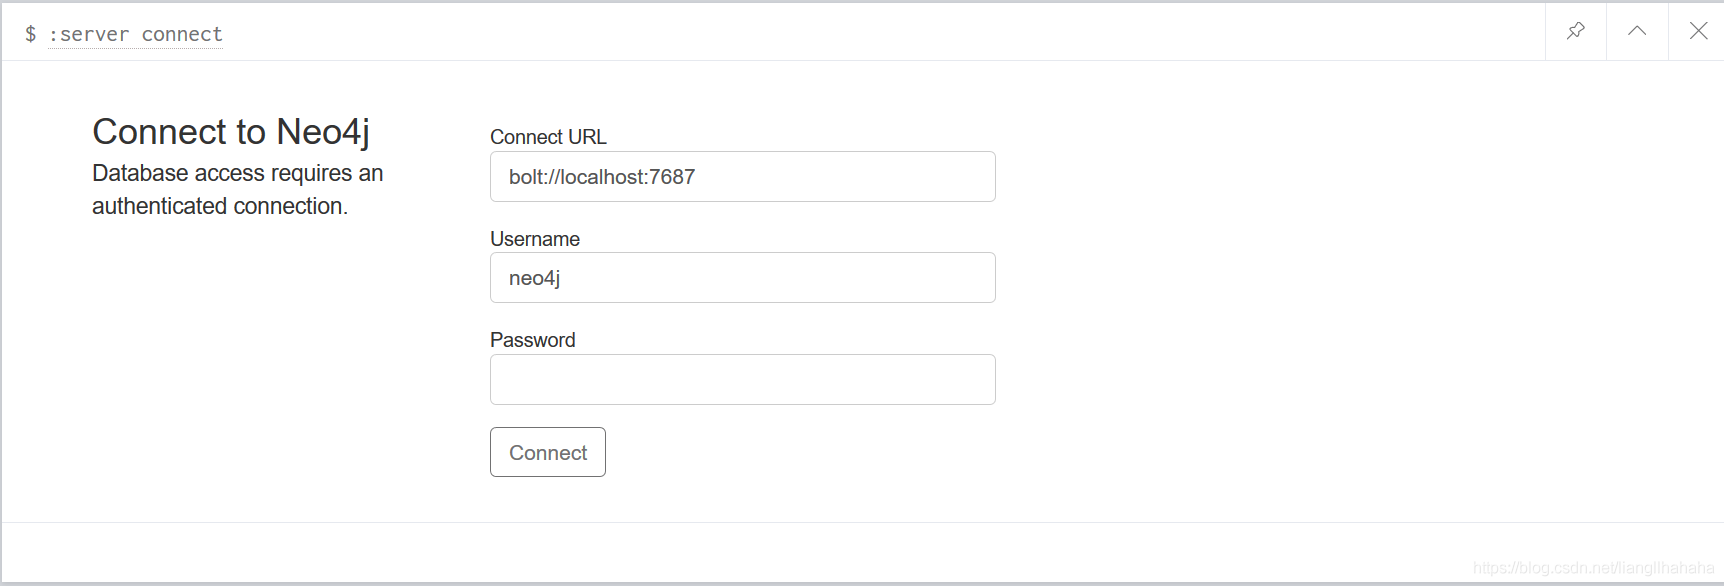 $ :server connect
Connect to Neo4j
Database access requires an
authenticated connection.
Connect URL
bolt://localhost:7687
Username
neo4j
Password
Connect
https://blog.csdn.net/lianglihahaha